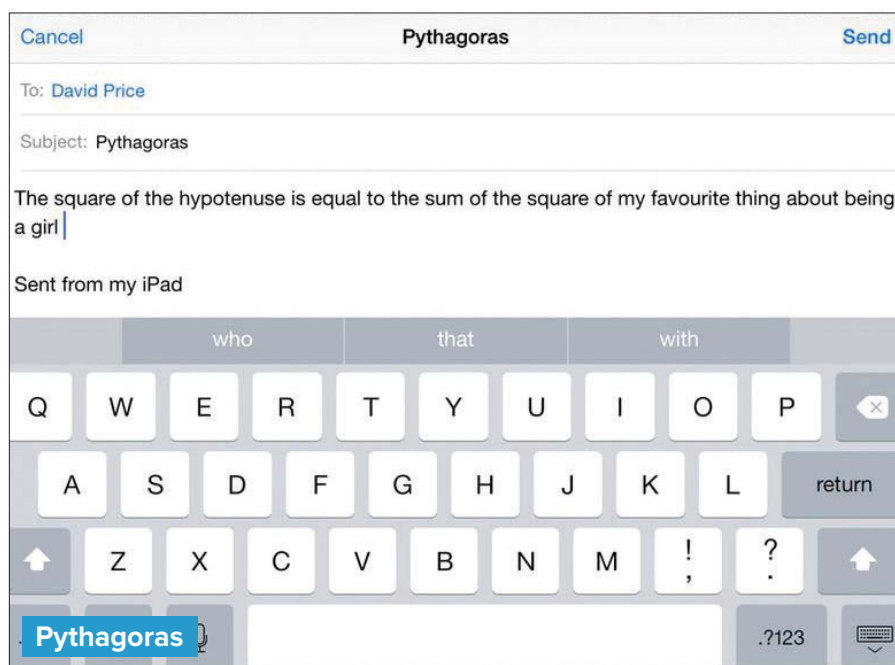 Cancel Pythagoras Send
To: David Price
Subject: Pythagoras
The square of the hypotenuse is equal to the sum of the square of my favourite thing about being
a girl
Sent from my iPad
who that with
Q W E R T Y U I O P
A S D F G H J K L return
Z X C V B N M ! , ? .
Pythagoras .?123